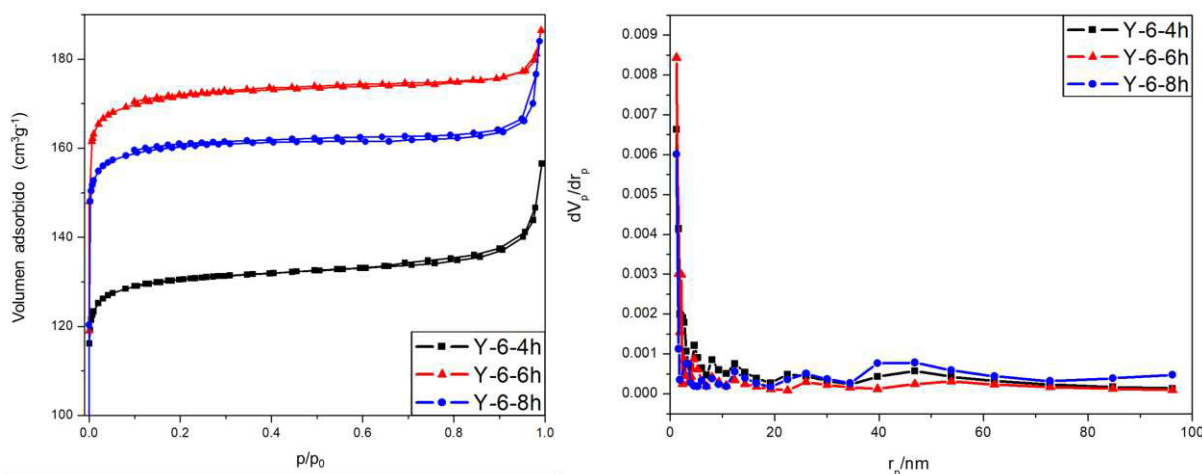 Volumen adsorbido (cm³g⁻¹)
180
160
140
120
100
0.0 0.2 0.4 0.6 0.8 1.0
p/p₀
Y-6-4h
Y-6-6h
Y-6-8h
dVₚ/drₚ
0.009
0.008
0.007
0.006
0.005
0.004
0.003
0.002
0.001
0.000
0 20 40 60 80 100
rₚ/nm
Y-6-4h
Y-6-6h
Y-6-8h